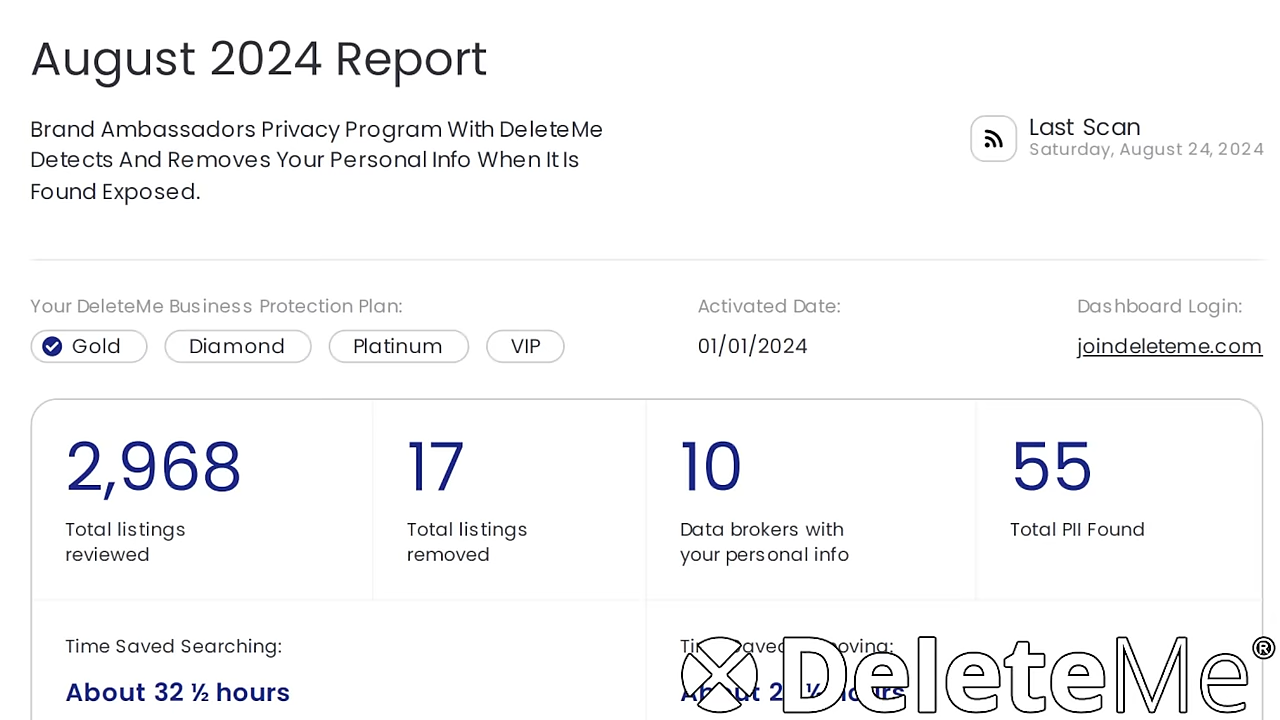 August 2024 Report
Brand Ambassadors Privacy Program With DeleteMe
Detects And Removes Your Personal Info When It Is
Found Exposed.
Last Scan
Saturday, August 24, 2024
Your DeleteMe Business Protection Plan:
Activated Date:
Dashboard Login:
Gold
Diamond
Platinum
VIP
01/01/2024
joindeleteme.com
2,968
17
10
55
Total listings
reviewed
Total listings
removed
Data brokers with
your personal info
Total PII Found
Time Saved Searching:
About 32 ½ hours
DeleteMe®